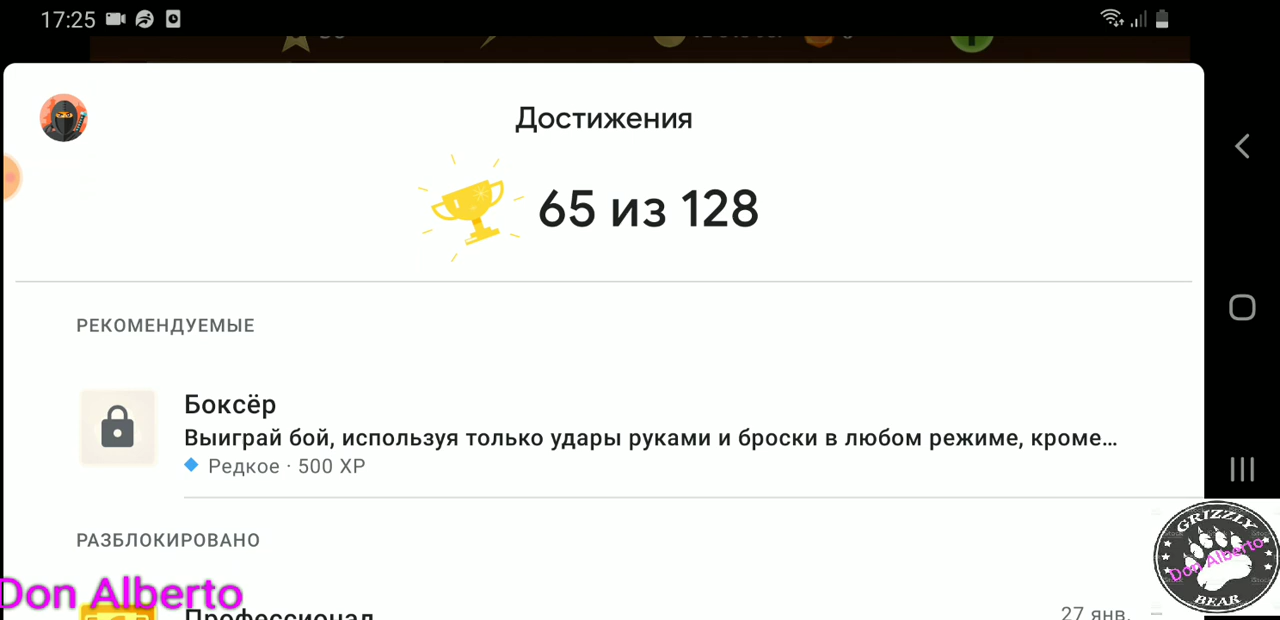 17:25
Достижения
65 из 128
РЕКОМЕНДУЕМЫЕ
Боксёр
Выиграй бой, используя только удары руками и броски в любом режиме, кроме...
Редкое · 500 XP
РАЗБЛОКИРОВАНО
Профессионал
27 янв.
Don Alberto
GRIZZLY
Don Alberto
BEAR